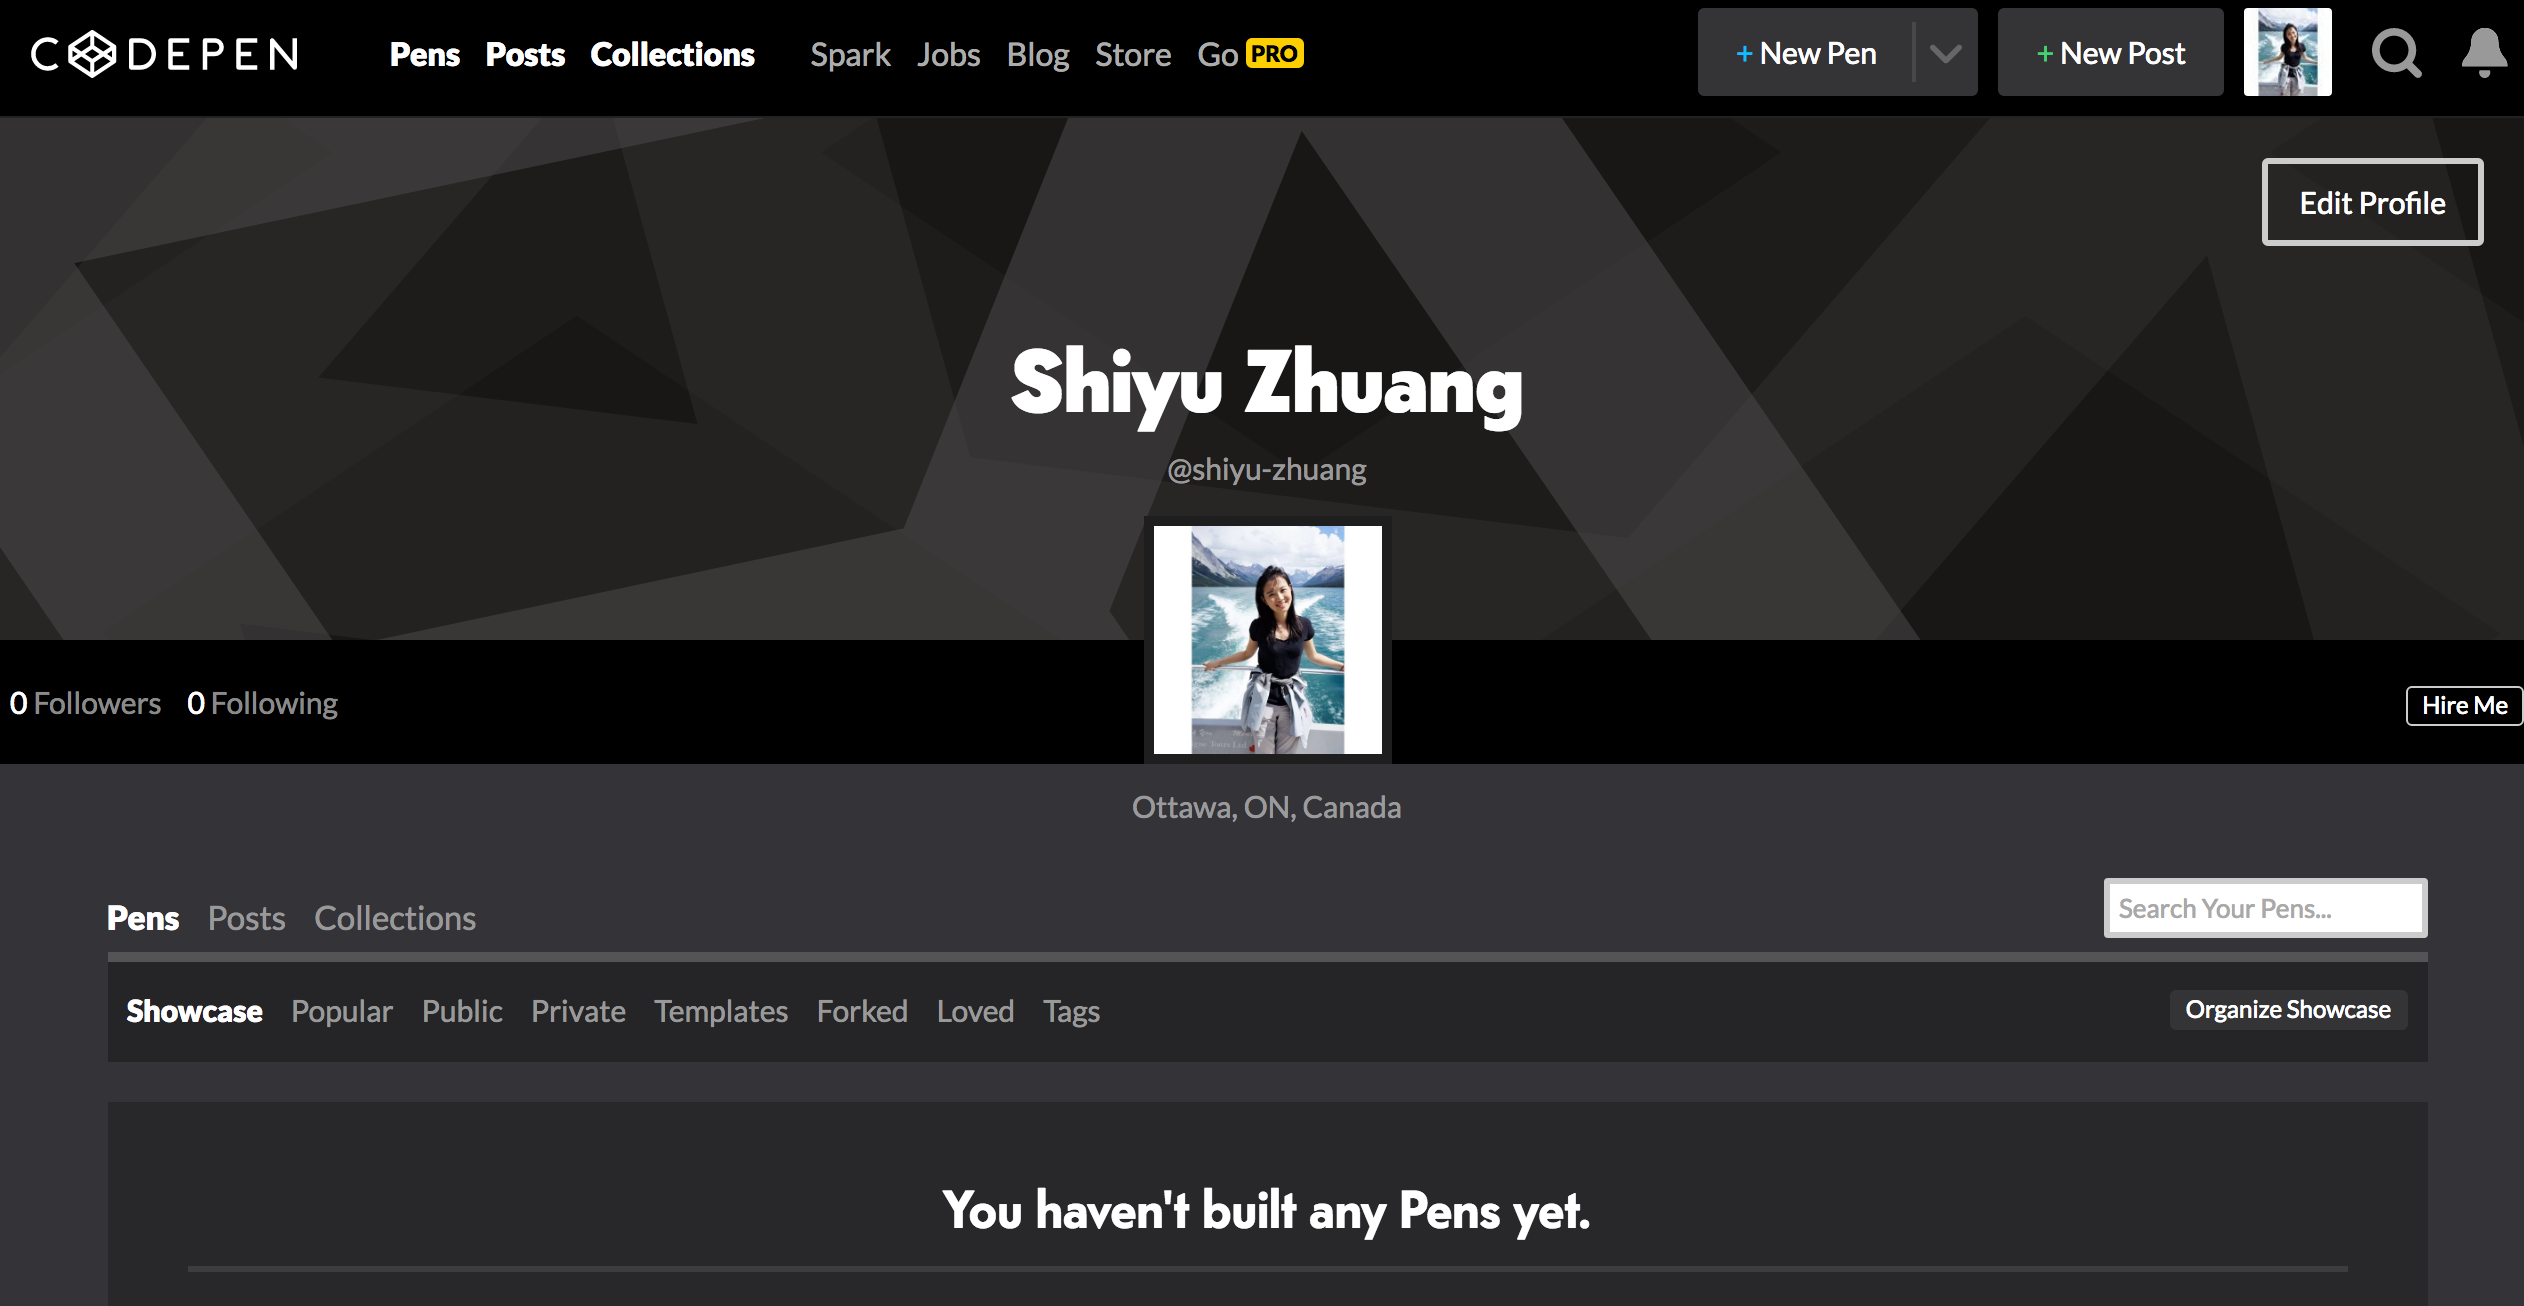 CODEPEN Pens Posts Collections Spark Jobs Blog Store Go PRO + New Pen + New Post
Edit Profile
Shiyu Zhuang
@shiyu-zhuang
0 Followers 0 Following Hire Me
Ottawa, ON, Canada
Pens Posts Collections Search Your Pens...
Showcase Popular Public Private Templates Forked Loved Tags Organize Showcase
You haven't built any Pens yet.